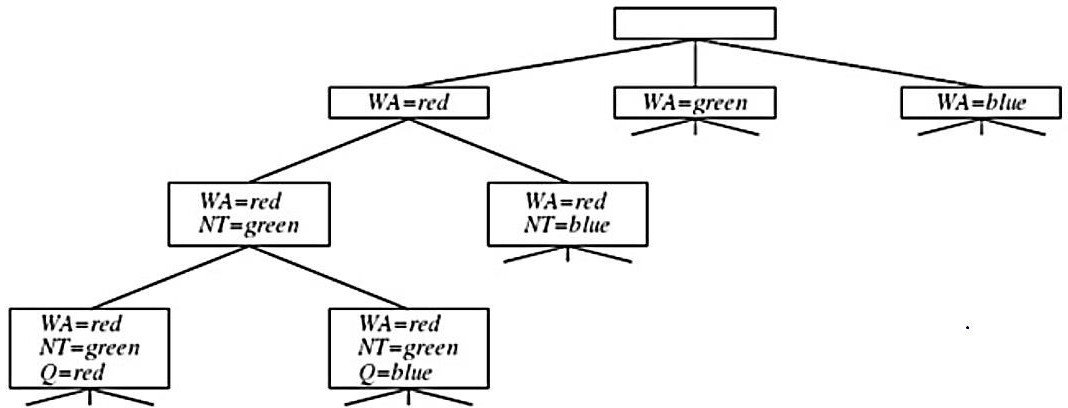 WA=red
WA=green
WA=blue
WA=red
NT=green
WA=red
NT=blue
WA=red
NT=green
Q=red
WA=red
NT=green
Q=blue